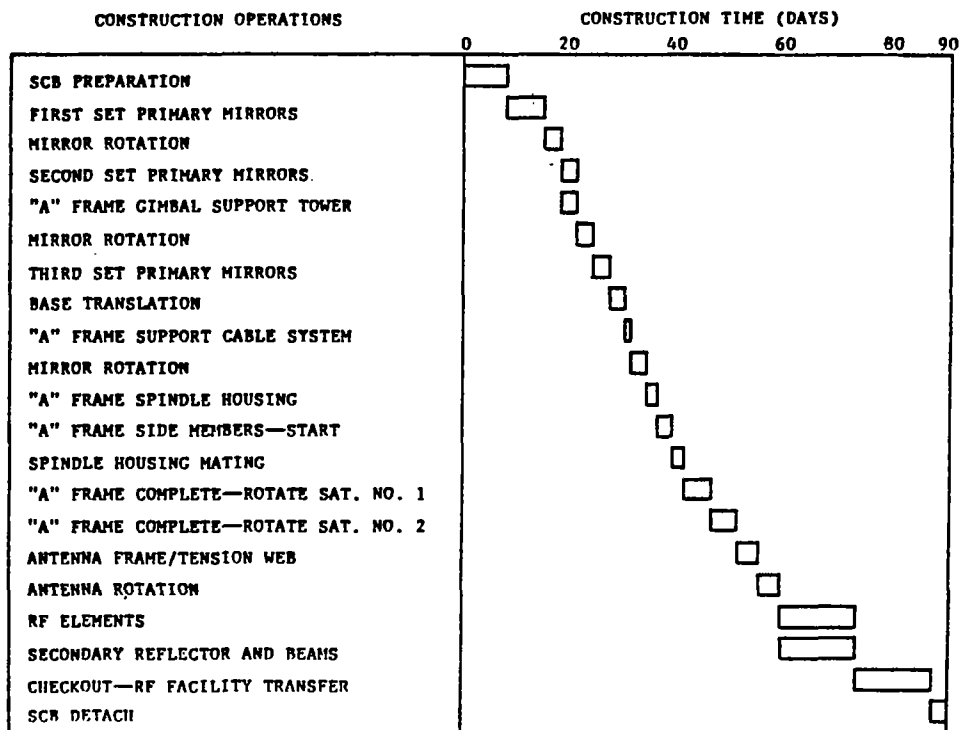 CONSTRUCTION OPERATIONS
CONSTRUCTION TIME (DAYS)
0 20 40 60 80 90
SCB PREPARATION
FIRST SET PRIMARY MIRRORS
MIRROR ROTATION
SECOND SET PRIMARY MIRRORS
"A" FRAME GIMBAL SUPPORT TOWER
MIRROR ROTATION
THIRD SET PRIMARY MIRRORS
BASE TRANSLATION
"A" FRAME SUPPORT CABLE SYSTEM
MIRROR ROTATION
"A" FRAME SPINDLE HOUSING
"A" FRAME SIDE MEMBERS—START
SPINDLE HOUSING MATING
"A" FRAME COMPLETE—ROTATE SAT. NO. 1
"A" FRAME COMPLETE—ROTATE SAT. NO. 2
ANTENNA FRAME/TENSION WEB
ANTENNA ROTATION
RF ELEMENTS
SECONDARY REFLECTOR AND BEAMS
CHECKOUT—RF FACILITY TRANSFER
SCB DETACH